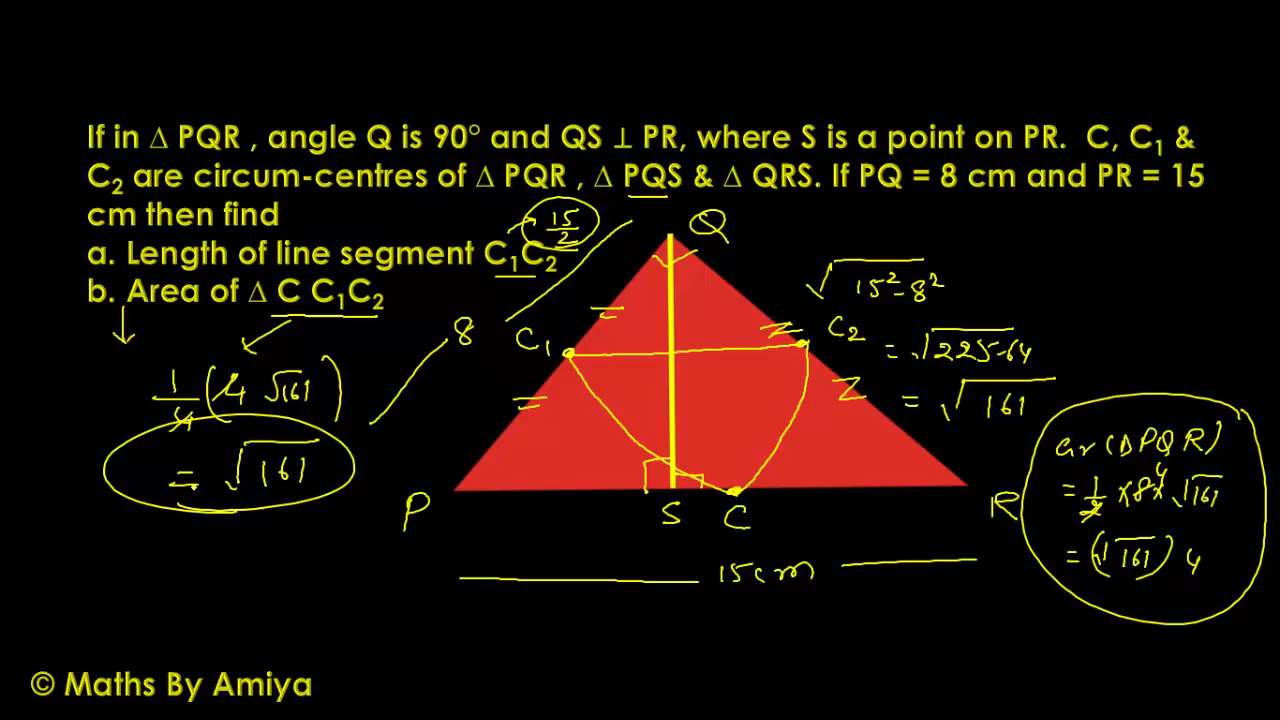 If in Δ PQR , angle Q is 90° and QS ⊥ PR, where S is a point on PR. C, C₁ &
C₂ are circum-centres of Δ PQR , Δ PQS & Δ QRS. If PQ = 8 cm and PR = 15
cm then find
15/2
Q
a. Length of line segment C₁C₂
√15² - 8²
b. Area of Δ C C₁C₂
8
C₁
C₂
= √225-64
1/4 (4 √161)
= √161
= √161
ar (Δ PQR)
= 1/2 × 8 × √161
4
= (√161) 4
P
S
C
R
15cm
© Maths By Amiya